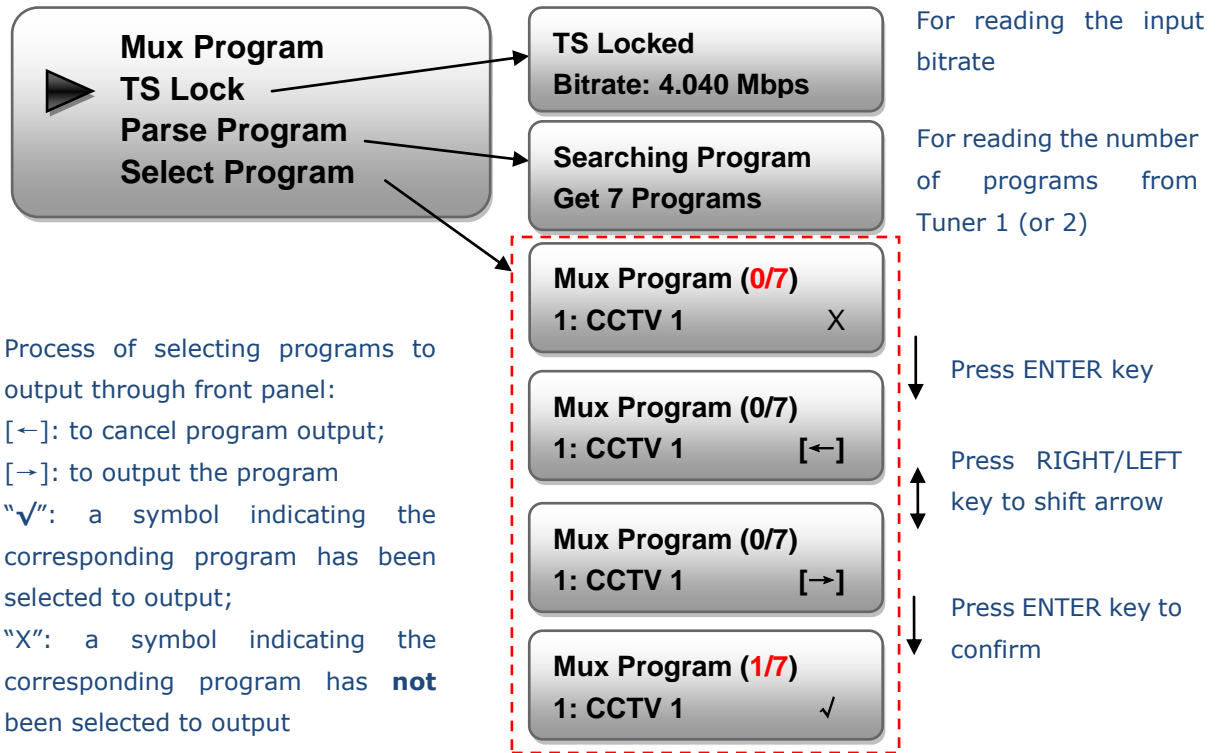 Mux Program
TS Lock
Parse Program
Select Program
TS Locked
Bitrate: 4.040 Mbps
For reading the input
bitrate
Searching Program
Get 7 Programs
For reading the number
of programs from
Tuner 1 (or 2)
Mux Program (0/7)
1: CCTV 1 X
Press ENTER key
Mux Program (0/7)
1: CCTV 1 [←]
Press RIGHT/LEFT
key to shift arrow
Mux Program (0/7)
1: CCTV 1 [→]
Press ENTER key to
confirm
Mux Program (1/7)
1: CCTV 1 √
Process of selecting programs to
output through front panel:
[←]: to cancel program output;
[→]: to output the program
“√”: a symbol indicating the
corresponding program has been
selected to output;
“X”: a symbol indicating the
corresponding program has not
been selected to output